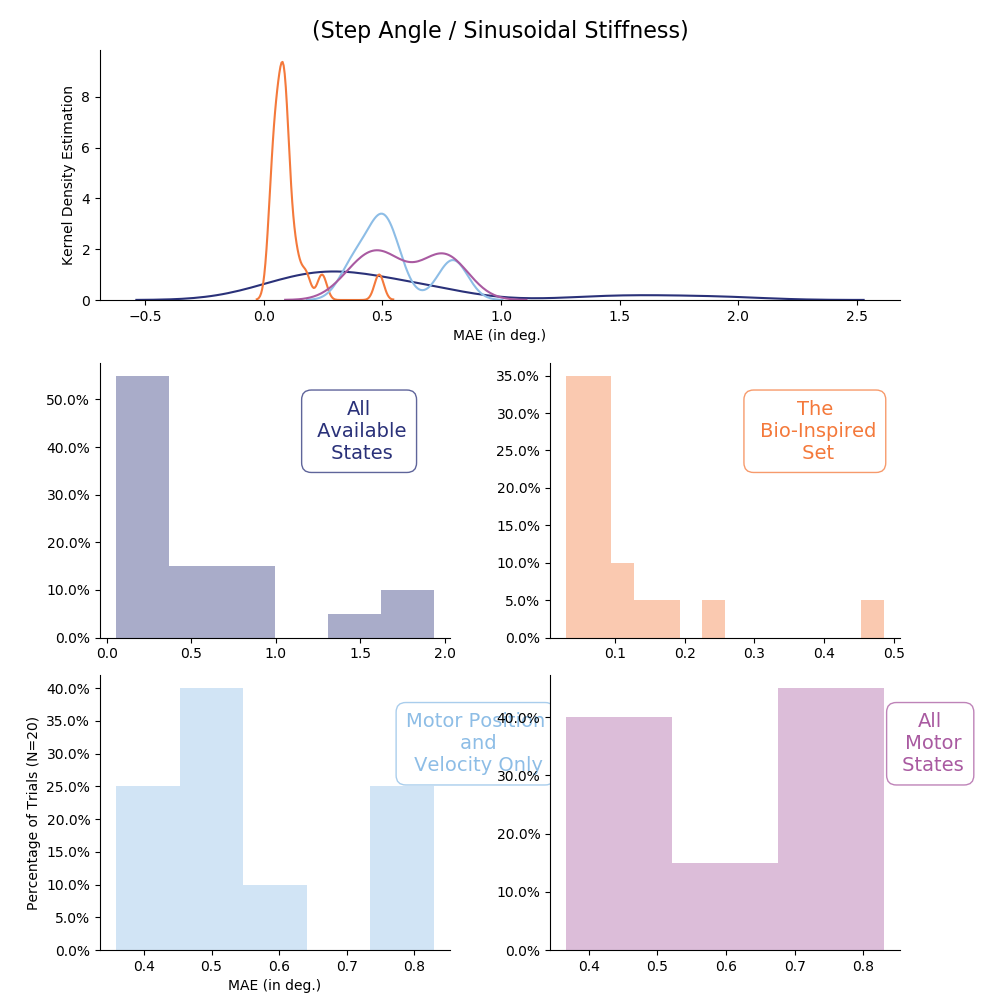 (Step Angle / Sinusoidal Stiffness)
Kernel Density Estimation
8
6
4
2
0
−0.5 0.0 0.5 1.0 1.5 2.0 2.5
MAE (in deg.)
50.0%
40.0%
30.0%
20.0%
10.0%
0.0%
0.0 0.5 1.0 1.5 2.0
All
Available
States
35.0%
30.0%
25.0%
20.0%
15.0%
10.0%
5.0%
0.0%
0.1 0.2 0.3 0.4 0.5
The
Bio-Inspired
Set
Percentage of Trials (N=20)
40.0%
35.0%
30.0%
25.0%
20.0%
15.0%
10.0%
5.0%
0.0%
0.4 0.5 0.6 0.7 0.8
MAE (in deg.)
Motor Position
and
Velocity Only
40.0%
30.0%
20.0%
10.0%
0.0%
0.4 0.5 0.6 0.7 0.8
All
Motor
States